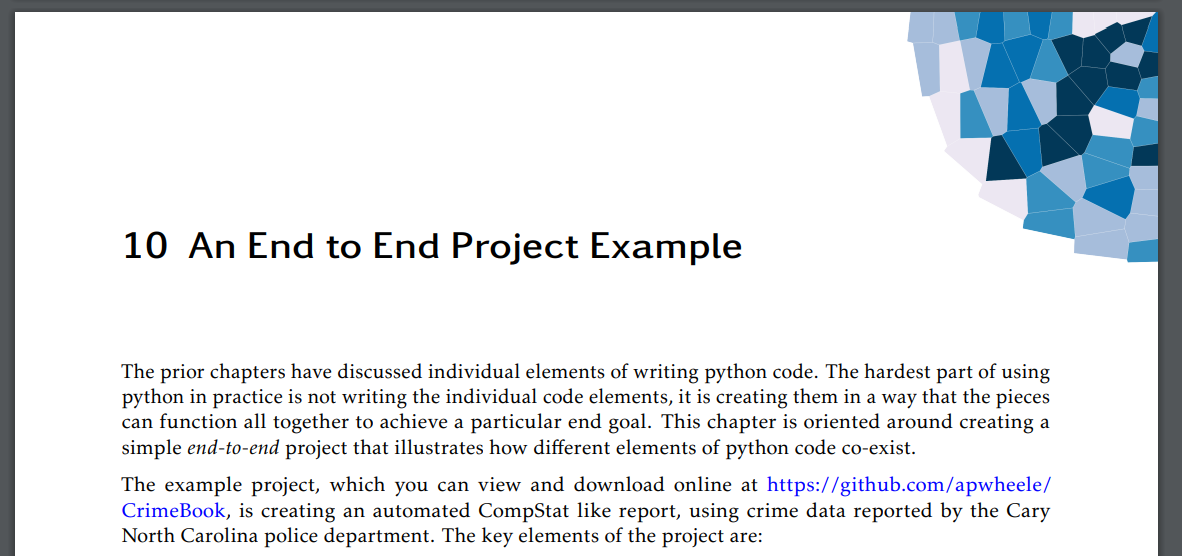 10 An End to End Project Example
The prior chapters have discussed individual elements of writing python code. The hardest part of using
python in practice is not writing the individual code elements, it is creating them in a way that the pieces
can function all together to achieve a particular end goal. This chapter is oriented around creating a
simple end-to-end project that illustrates how different elements of python code co-exist.
The example project, which you can view and download online at https://github.com/apwheele/
CrimeBook, is creating an automated CompStat like report, using crime data reported by the Cary
North Carolina police department. The key elements of the project are: